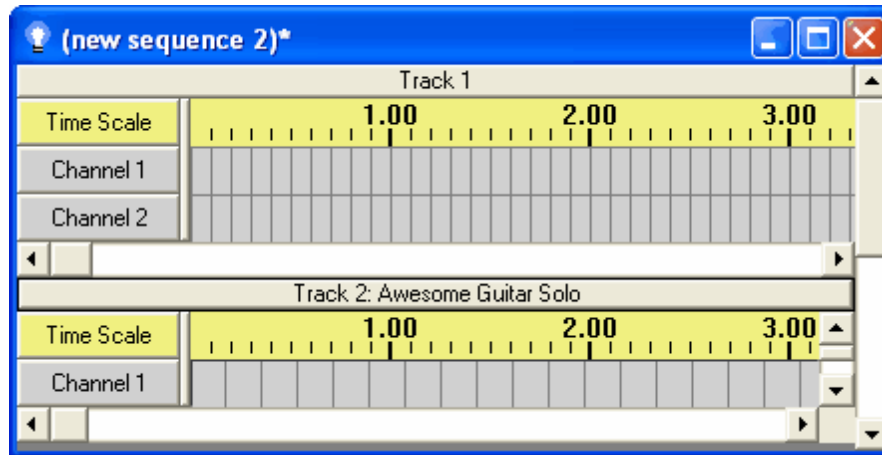 (new sequence 2)*
Track 1
Time Scale 1.00 2.00 3.00
Channel 1
Channel 2
Track 2: Awesome Guitar Solo
Time Scale 1.00 2.00 3.00
Channel 1